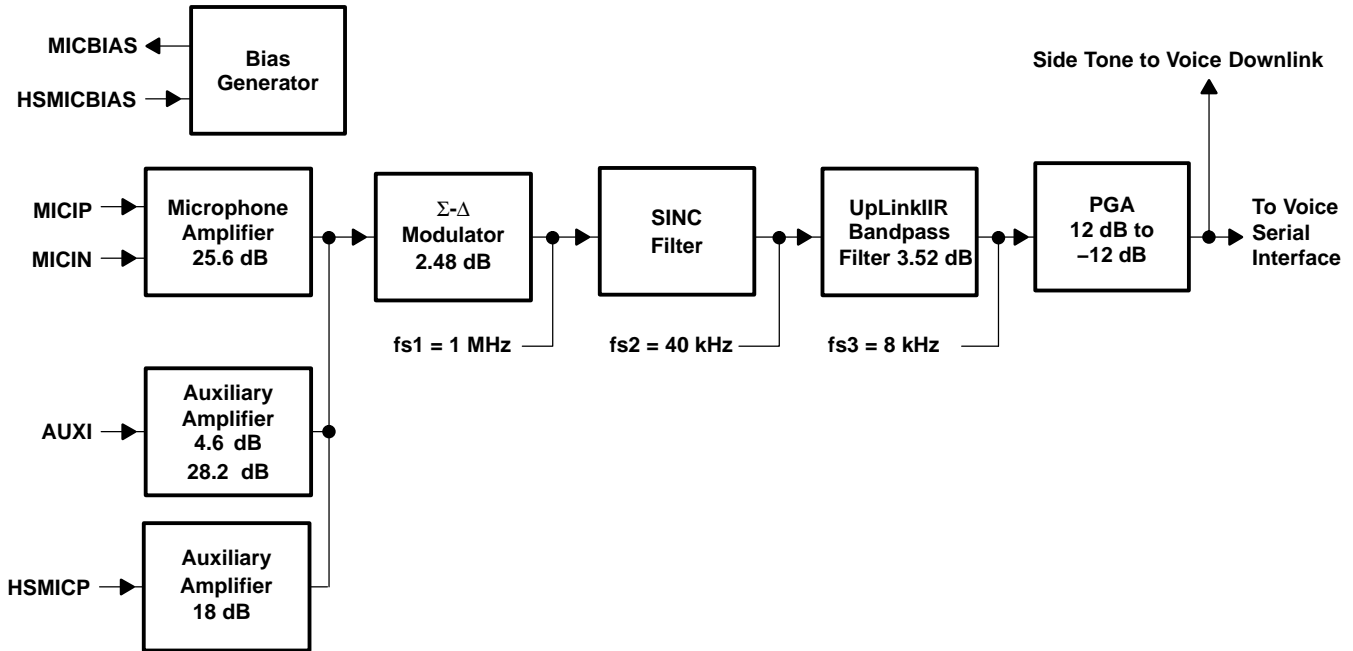 MICBIAS
HSMICBIAS
Bias
Generator
Side Tone to Voice Downlink
MICIP
MICIN
Microphone
Amplifier
25.6 dB
Σ-Δ
Modulator
2.48 dB
SINC
Filter
UpLinkIIR
Bandpass
Filter 3.52 dB
PGA
12 dB to
–12 dB
To Voice
Serial
Interface
fs1 = 1 MHz
fs2 = 40 kHz
fs3 = 8 kHz
AUXI
Auxiliary
Amplifier
4.6 dB
28.2 dB
HSMICP
Auxiliary
Amplifier
18 dB